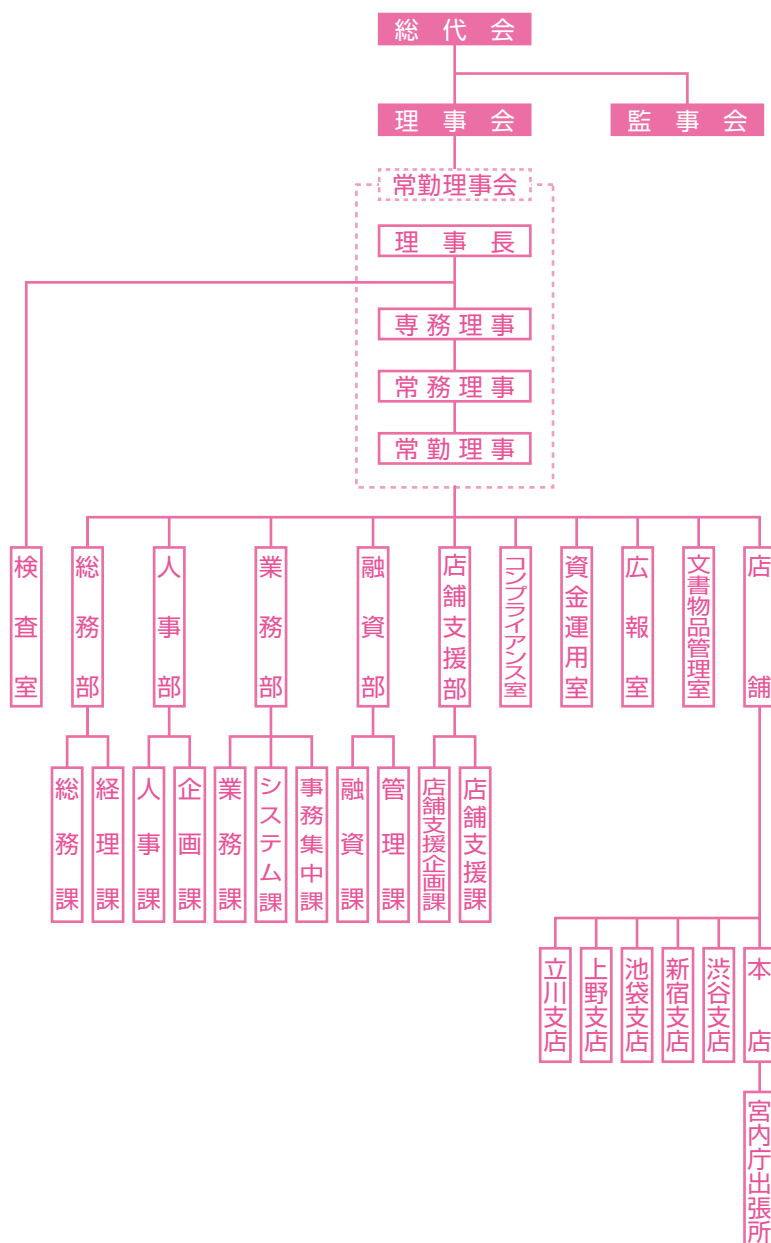 総代会
理事会
監事会
常勤理事会
理事長
専務理事
常務理事
常勤理事
検査室
総務部
人事部
業務部
融資部
店舗支援部
コンプライアンス室
資金運用室
広報室
文書物品管理室
店舗
総務課
経理課
人事課
企画課
業務課
システム課
事務集中課
融資課
管理課
店舗支援企画課
店舗支援課
立川支店
上野支店
池袋支店
新宿支店
渋谷支店
本店
宮内庁出張所